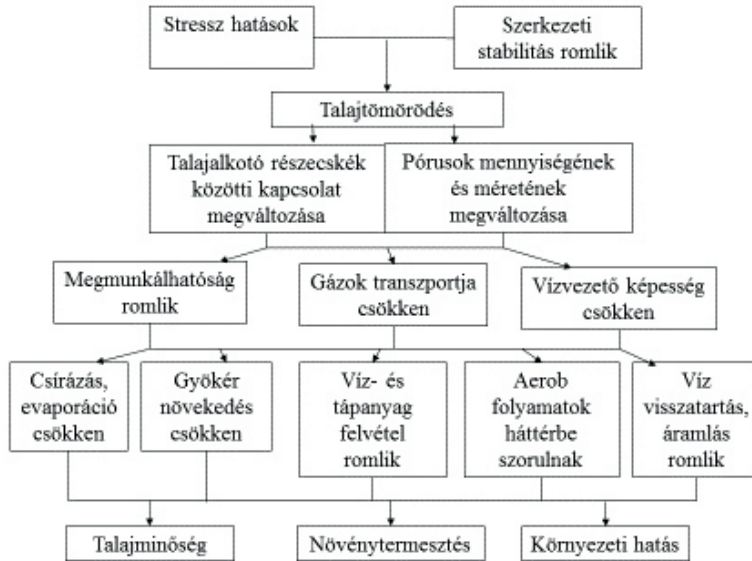 Stressz hatások
Szerkezeti
stabilitás romlik
Talajtömörödés
Talajalkotó részecskék
közötti kapcsolat
megváltozása
Pórusok mennyiségének
és méretének
megváltozása
Megmunkálhatóság
romlik
Gázok transzportja
csökken
Vízvezető képesség
csökken
Csírázás,
evaporáció
csökken
Gyökér
növekedés
csökken
Víz- és
tápanyag
felvétel
romlik
Aerob
folyamatok
háttérbe
szorulnak
Víz
visszatartás,
áramlás
romlik
Talajminőség
Növénytermesztés
Környezeti hatás